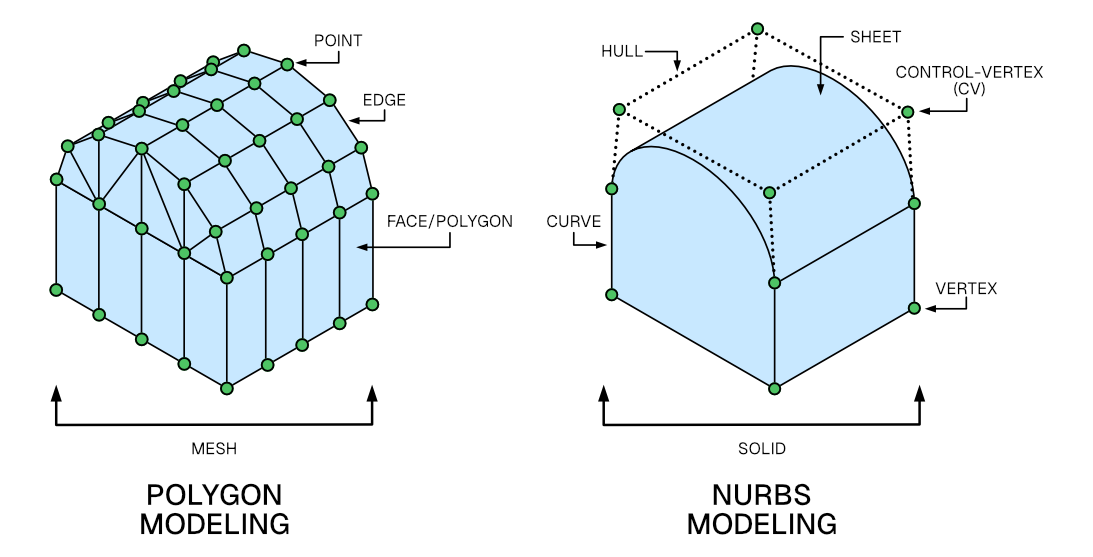 POINT
EDGE
FACE/POLYGON
MESH
POLYGON
MODELING
HULL
SHEET
CONTROL-VERTEX
(CV)
CURVE
VERTEX
SOLID
NURBS
MODELING